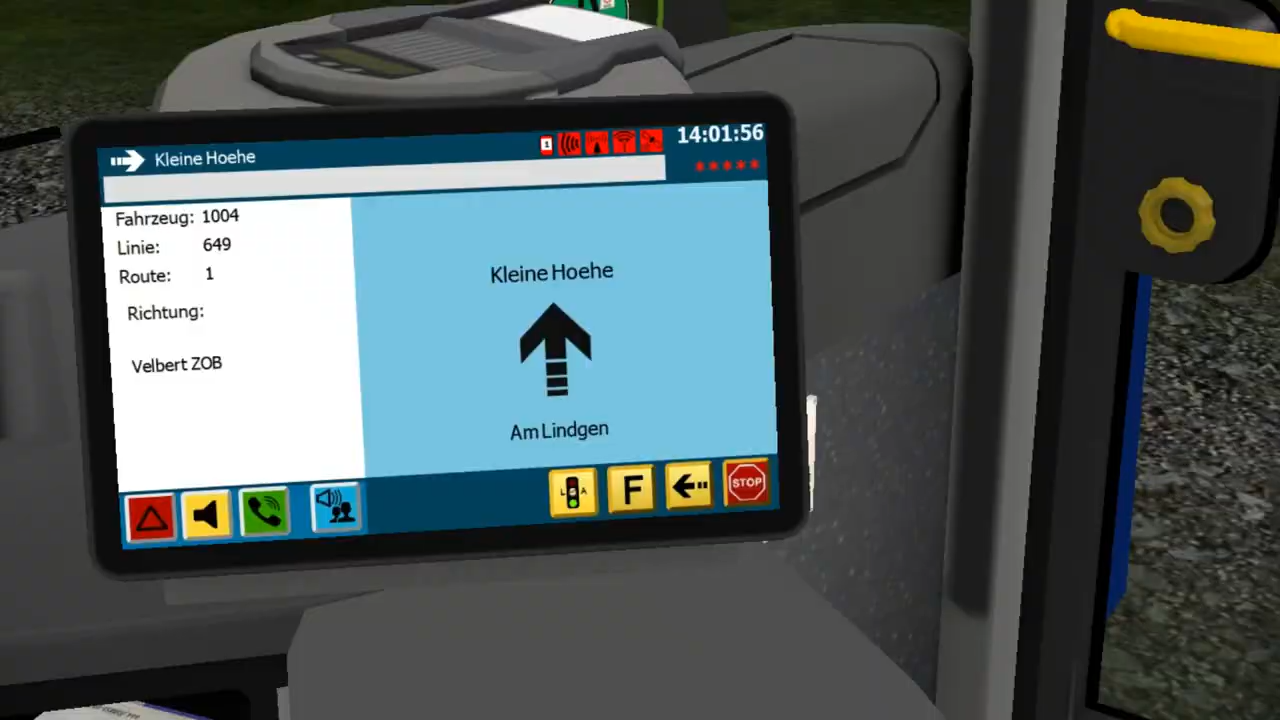 Kleine Hoehe
1
14:01:56
*****
Fahrzeug: 1004
Linie: 649
Route: 1
Richtung:
Velbert ZOB
Kleine Hoehe
Am Lindgen
L A
F
STOP